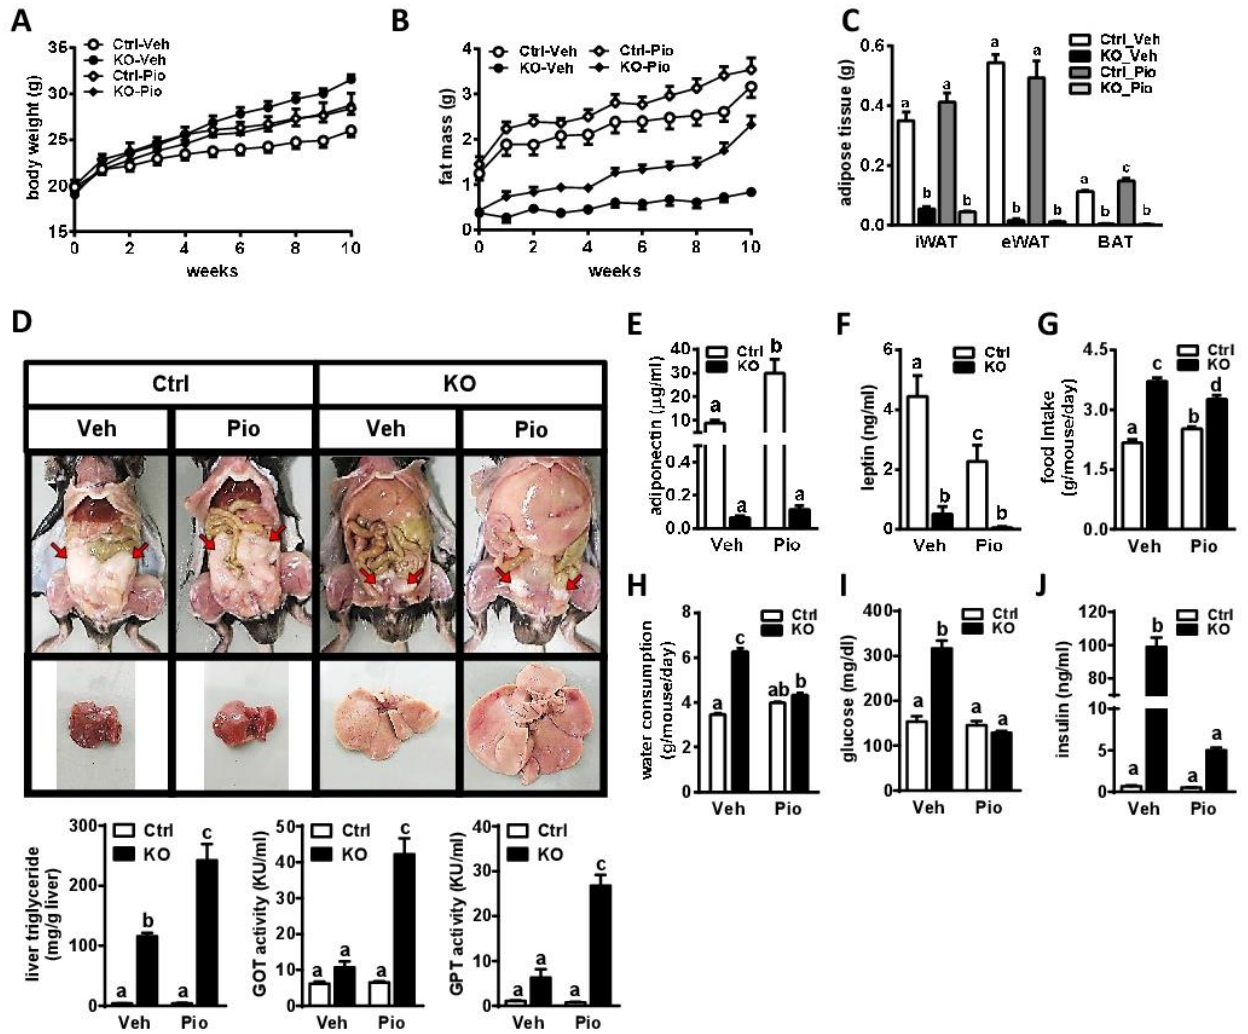 A
body weight (g)
36
30
25
20
15
Ctrl-Veh
KO-Veh
Ctrl-Pio
KO-Pio
0 2 4 6 8 10
weeks
B
fat mass (g)
4
3
2
1
0
Ctrl-Veh Ctrl-Pio
KO-Veh KO-Pio
0 2 4 6 8 10
weeks
C
adipose tissue (g)
0.6
0.4
0.2
0.0
Ctrl_Veh
KO_Veh
Ctrl_Pio
KO_Pio
a b a b
a b a b
a b c b
iWAT eWAT BAT
D
Ctrl KO
Veh Pio Veh Pio
liver triglyceride
(mg/g liver)
300
200
100
0
Ctrl
KO
a b a c
Veh Pio
GOT activity (KU/ml)
50
40
30
20
10
0
Ctrl
KO
a a a c
Veh Pio
GPT activity (KU/ml)
40
30
20
10
0
Ctrl
KO
a a a c
Veh Pio
E
adiponectin (µg/ml)
40
30
20
10
0.4
0.2
0.0
Ctrl
KO
a a b a
Veh Pio
F
leptin (ng/ml)
6
4
2
0
Ctrl
KO
a b c b
Veh Pio
G
food Intake
(g/mouse/day)
4.5
3.0
1.5
0.0
Ctrl
KO
a c b d
Veh Pio
H
water consumption
(g/mouse/day)
8
6
4
2
0
Ctrl
KO
a c ab b
Veh Pio
I
glucose (mg/dl)
400
300
200
100
0
Ctrl
KO
a b a a
Veh Pio
J
insulin (ng/ml)
120
100
80
60
10
5
0
Ctrl
KO
a b a a
Veh Pio